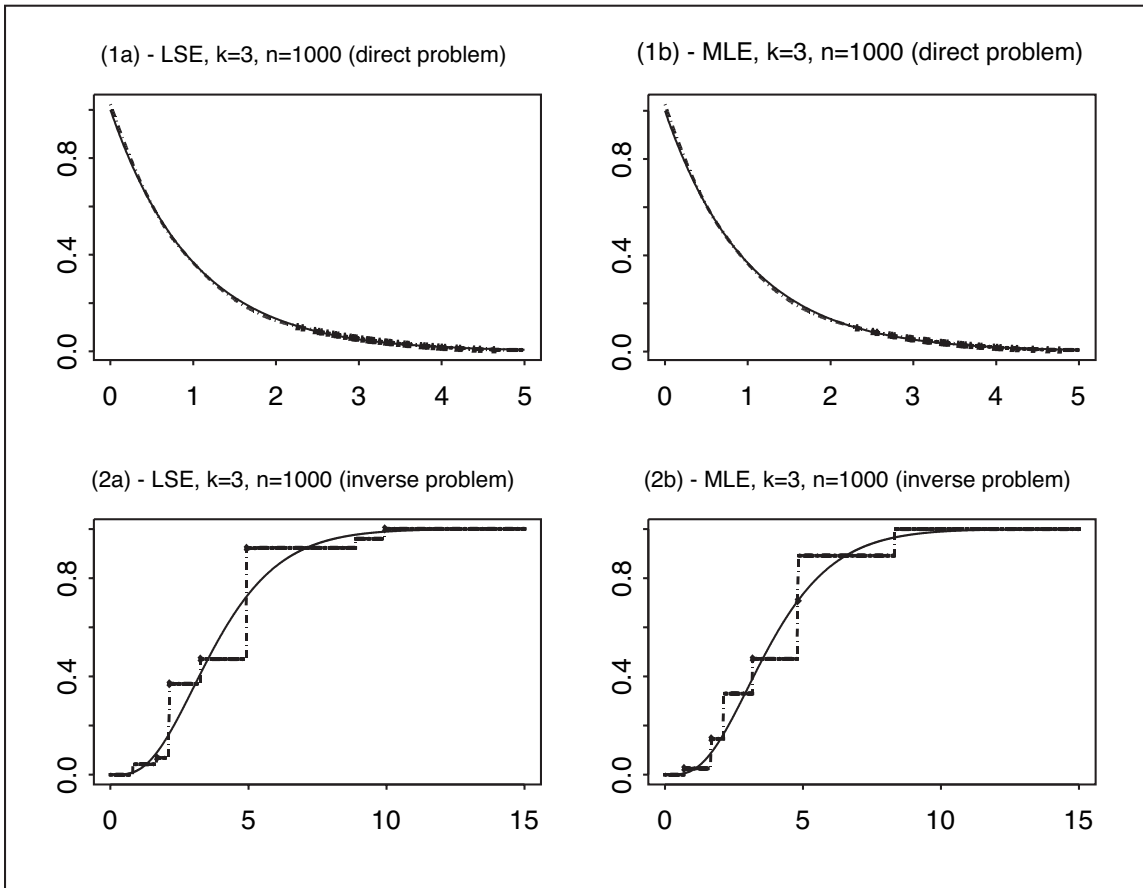 (1a) - LSE, k=3, n=1000 (direct problem)
(1b) - MLE, k=3, n=1000 (direct problem)
0.8
0.4
0.0
0 1 2 3 4 5
0.8
0.4
0.0
0 1 2 3 4 5
(2a) - LSE, k=3, n=1000 (inverse problem)
(2b) - MLE, k=3, n=1000 (inverse problem)
0.8
0.4
0.0
0 5 10 15
0.8
0.4
0.0
0 5 10 15